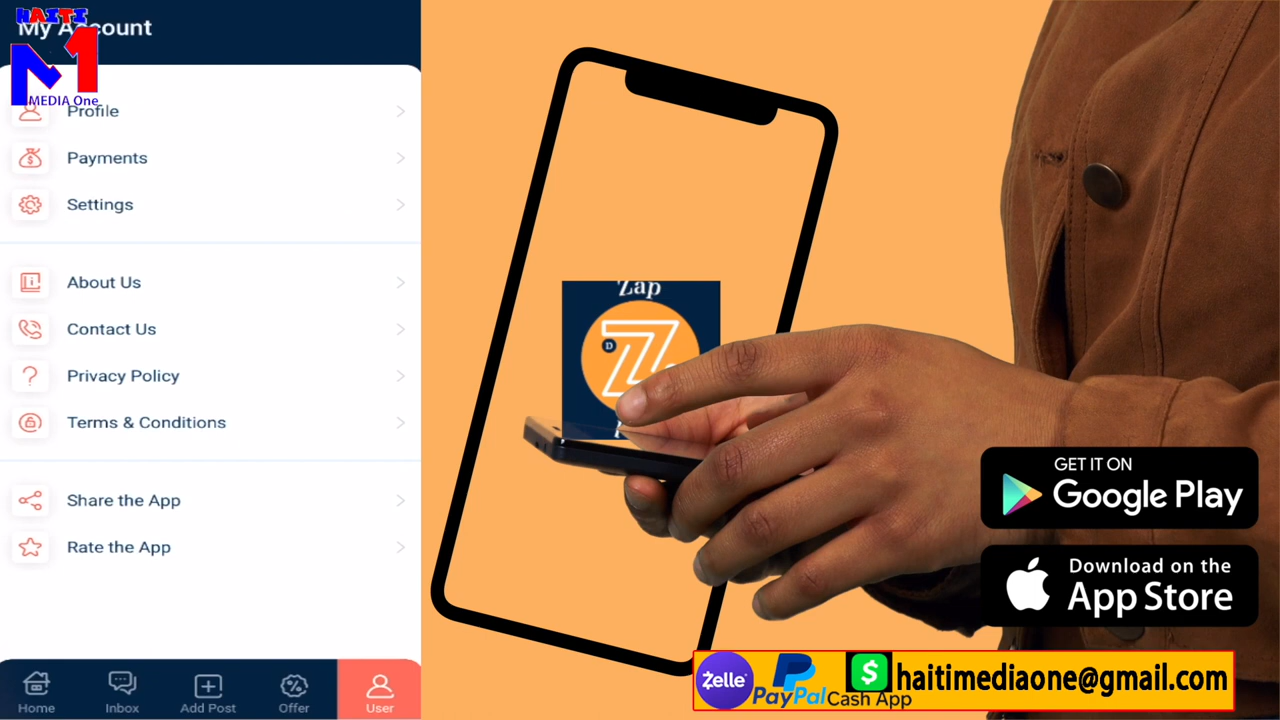 HAITI
My Account
M1
MEDIA One
Profile
Payments
Settings
About Us
Contact Us
Privacy Policy
Terms & Conditions
Share the App
Rate the App
Home
Inbox
Add Post
Offer
User
Zap
D
Z
GET IT ON
Google Play
Download on the
App Store
Zelle
PayPal
$
Cash App
haitimediaone@gmail.com